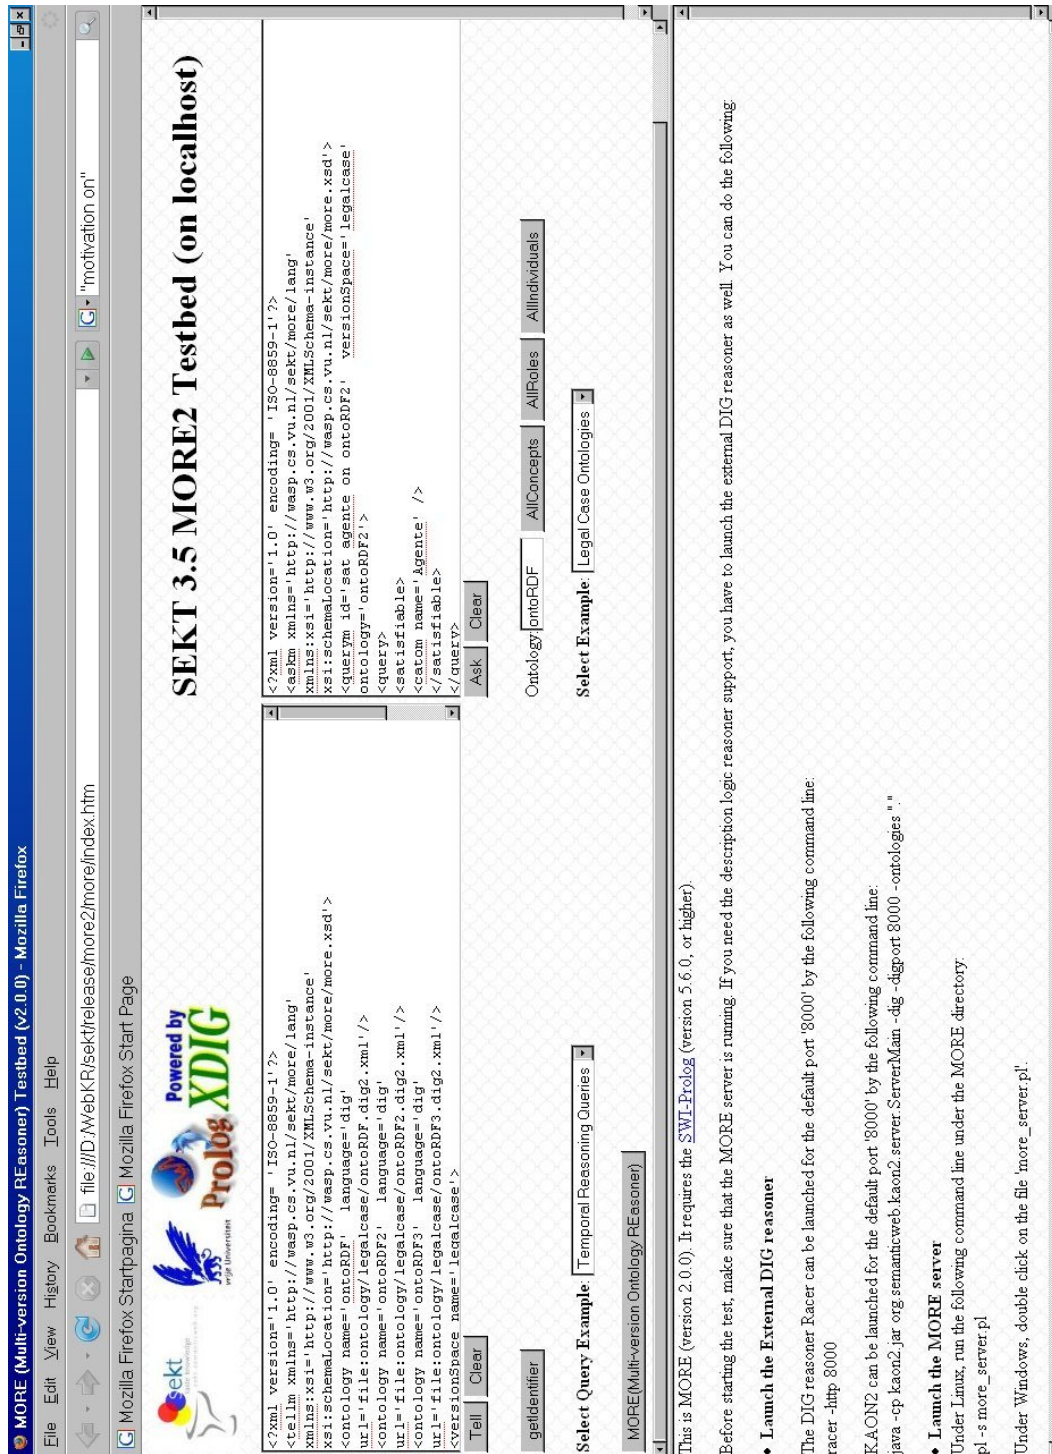 MORE (Multi-version Ontology REasoner) Testbed (v2.0.0) - Mozilla Firefox
File Edit View History Bookmarks Tools Help
file:///D:/WebKR/sekt/release/more2/more/index.htm
"motivation on"
Mozilla Firefox Startpagina Mozilla Firefox Start Page
sekt
vrije Universiteit
Prolog
Powered by
XDIG
SEKT 3.5 MORE2 Testbed (on localhost)
<?xml version='1.0' encoding= 'ISO-8859-1'?>
<tellm xmlns='http://wasp.cs.vu.nl/sekt/more/lang'
xmlns:xsi='http://www.w3.org/2001/XMLSchema-instance'
xsi:schemaLocation='http://wasp.cs.vu.nl/sekt/more/more.xsd'>
<ontology name='ontoRDF' language='dig'
url='file:ontology/legalcase/ontoRDF.dig2.xml'/>
<ontology name='ontoRDF2' language='dig'
url='file:ontology/legalcase/ontoRDF2.dig2.xml'/>
<ontology name='ontoRDF3' language='dig'
url='file:ontology/legalcase/ontoRDF3.dig2.xml'/>
<versionSpace name='legalcase'>
Tell Clear
getIdentifier
Select Query Example: Temporal Reasoning Queries
MORE(Multi-version Ontology REasoner)
<?xml version='1.0' encoding= 'ISO-8859-1'?>
<askm xmlns='http://wasp.cs.vu.nl/sekt/more/lang'
xmlns:xsi='http://www.w3.org/2001/XMLSchema-instance'
xsi:schemaLocation='http://wasp.cs.vu.nl/sekt/more/more.xsd'>
<querym id='sat agente on ontoRDF2' versionSpace='legalcase'
ontology='ontoRDF2'>
<query>
<satisfiable>
<catom name='Agente' />
</satisfiable>
</query>
Ask Clear
Ontology: ontoRDF AllConcepts AllRoles AllIndividuals
Select Example: Legal Case Ontologies
This is MORE (version 2.0.0). It requires the SWI-Prolog (version 5.6.0, or higher).
Before starting the test, make sure that the MORE server is running. If you need the description logic reasoner support, you have to launch the external DIG reasoner as well. You can do the following:
• Launch the External DIG reasoner
The DIG reasoner Racer can be launched for the default port '8000' by the following command line:
racer -http 8000
KAON2 can be launched for the default port '8000' by the following command line:
java -cp kaon2.jar org.semanticweb.kaon2.server.ServerMain -dig -digport 8000 -ontologies "."
• Launch the MORE server
Under Linux, run the following command line under the MORE directory:
pl -s more_server.pl
Under Windows, double click on the file 'more_server.pl'.